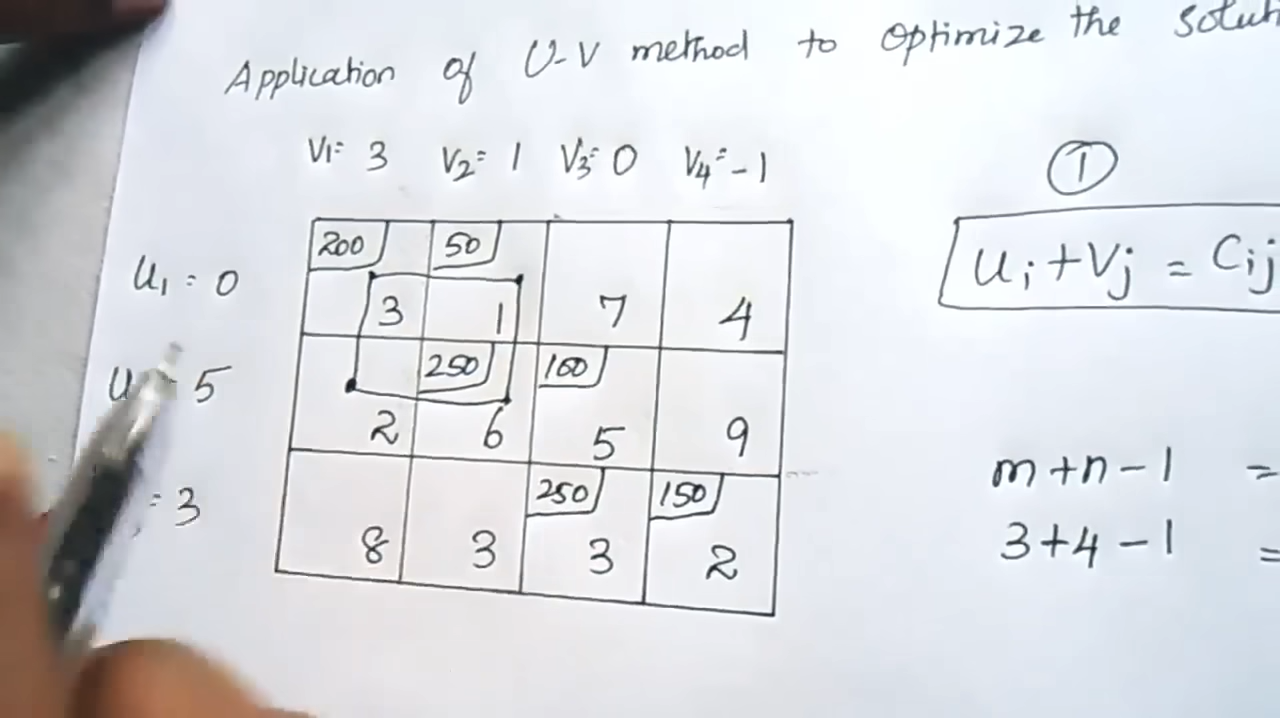 Application of U-V method to optimize the
V1= 3 V2= 1 V3= 0 V4= -1
①
200 50
U1 = 0
3 1 7 4
Ui + Vj = Cij
250 100
= 5
2 6 5 9
m+n-1 =
250 150
= 3
8 3 3 2
3+4-1 =